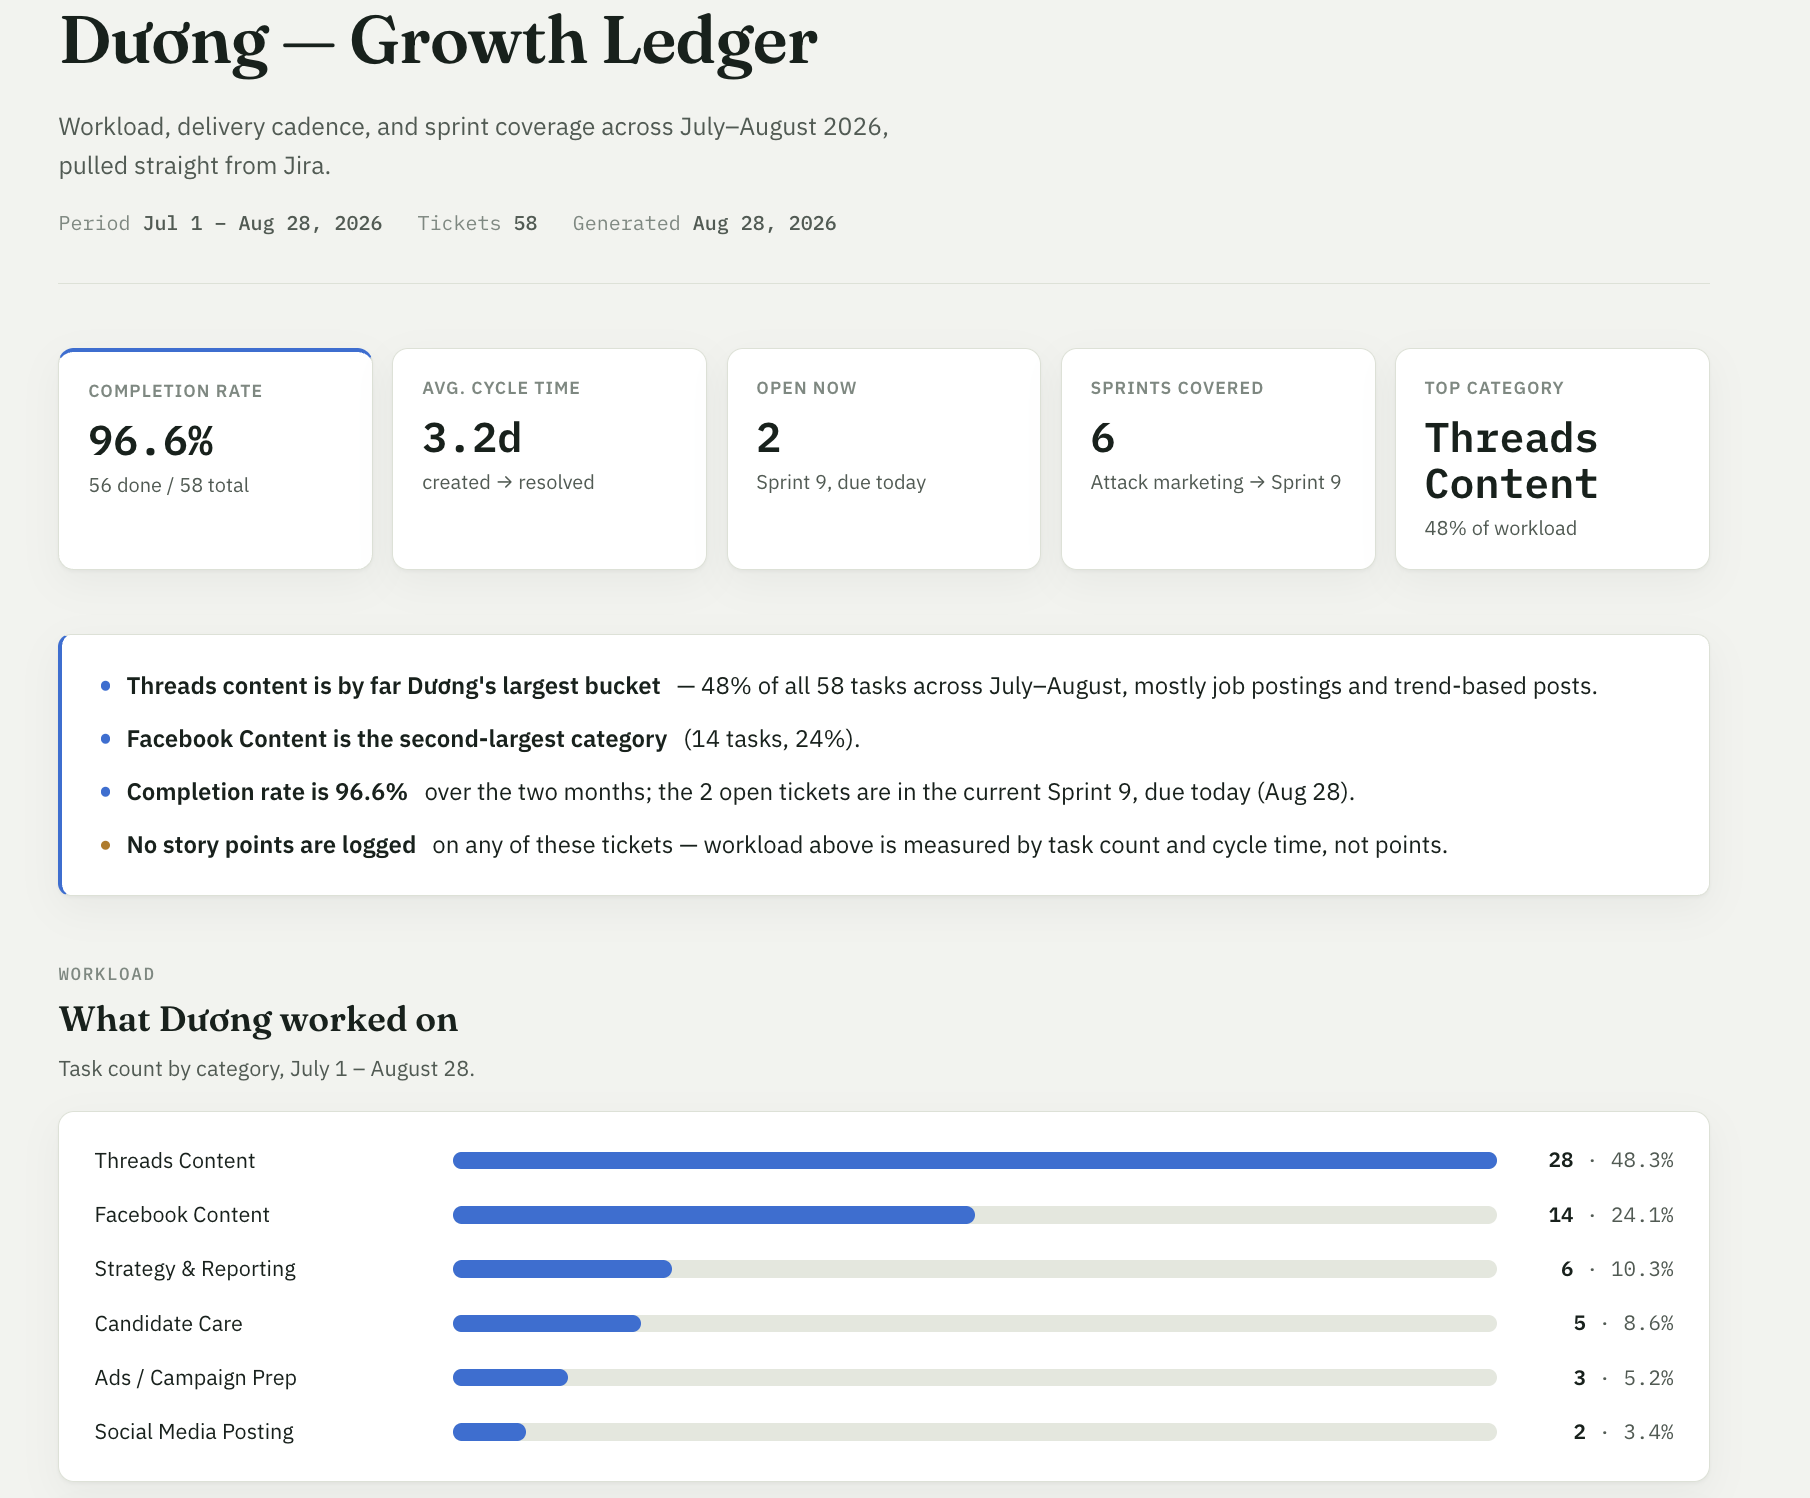 Dương — Growth Ledger
Workload, delivery cadence, and sprint coverage across July–August 2026,
pulled straight from Jira.
Period Jul 1 – Aug 28, 2026 Tickets 58 Generated Aug 28, 2026
COMPLETION RATE
96.6%
56 done / 58 total
AVG. CYCLE TIME
3.2d
created → resolved
OPEN NOW
2
Sprint 9, due today
SPRINTS COVERED
6
Attack marketing → Sprint 9
TOP CATEGORY
Threads
Content
48% of workload
Threads content is by far Dương's largest bucket — 48% of all 58 tasks across July–August, mostly job postings and trend-based posts.
Facebook Content is the second-largest category (14 tasks, 24%).
Completion rate is 96.6% over the two months; the 2 open tickets are in the current Sprint 9, due today (Aug 28).
No story points are logged on any of these tickets — workload above is measured by task count and cycle time, not points.
WORKLOAD
What Dương worked on
Task count by category, July 1 – August 28.
Threads Content 28 · 48.3%
Facebook Content 14 · 24.1%
Strategy & Reporting 6 · 10.3%
Candidate Care 5 · 8.6%
Ads / Campaign Prep 3 · 5.2%
Social Media Posting 2 · 3.4%